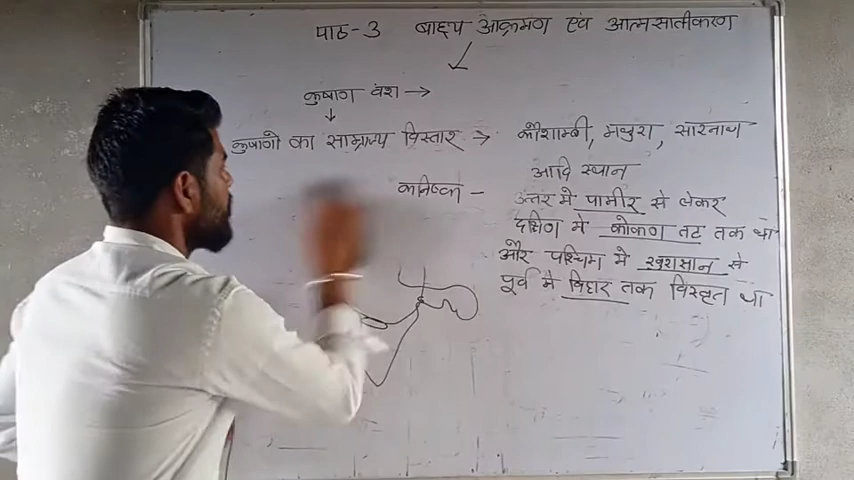 पाठ-3 बाह्य आक्रमण एवं आत्मसातीकरण
कुषाण वंश →
कुषाणो का साम्राज्य विस्तार → कौशाम्बी, मथुरा, सारनाथ
आदि स्थान
कनिष्क - उत्तर में पामीर से लेकर
दक्षिण मे कोकण तट तक था
और पश्चिम मे खुरासान से
पूर्व मे बिहार तक विस्तृत था